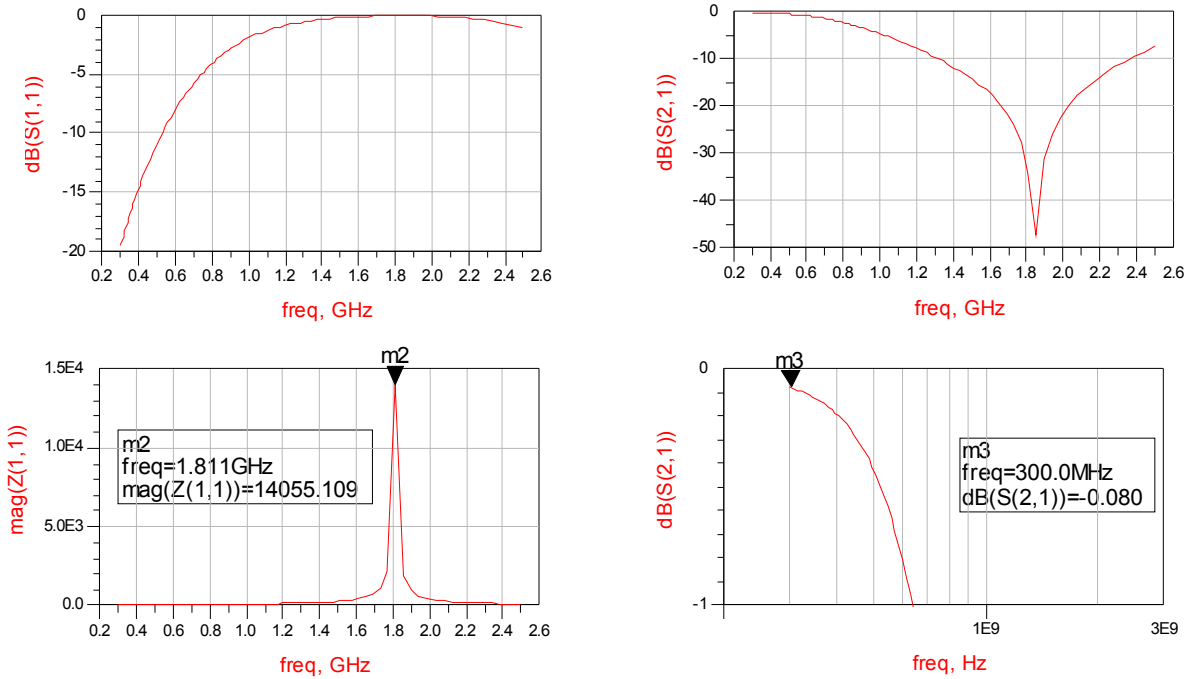 0
-5
-10
-15
-20
dB(S(1,1))
0.2 0.4 0.6 0.8 1.0 1.2 1.4 1.6 1.8 2.0 2.2 2.4 2.6
freq, GHz
0
-10
-20
-30
-40
-50
dB(S(2,1))
0.2 0.4 0.6 0.8 1.0 1.2 1.4 1.6 1.8 2.0 2.2 2.4 2.6
freq, GHz
m2
1.5E4
1.0E4
5.0E3
0.0
mag(Z(1,1))
m2
freq=1.811GHz
mag(Z(1,1))=14055.109
0.2 0.4 0.6 0.8 1.0 1.2 1.4 1.6 1.8 2.0 2.2 2.4 2.6
freq, GHz
m3
0
-1
dB(S(2,1))
m3
freq=300.0MHz
dB(S(2,1))=-0.080
1E9 3E9
freq, Hz